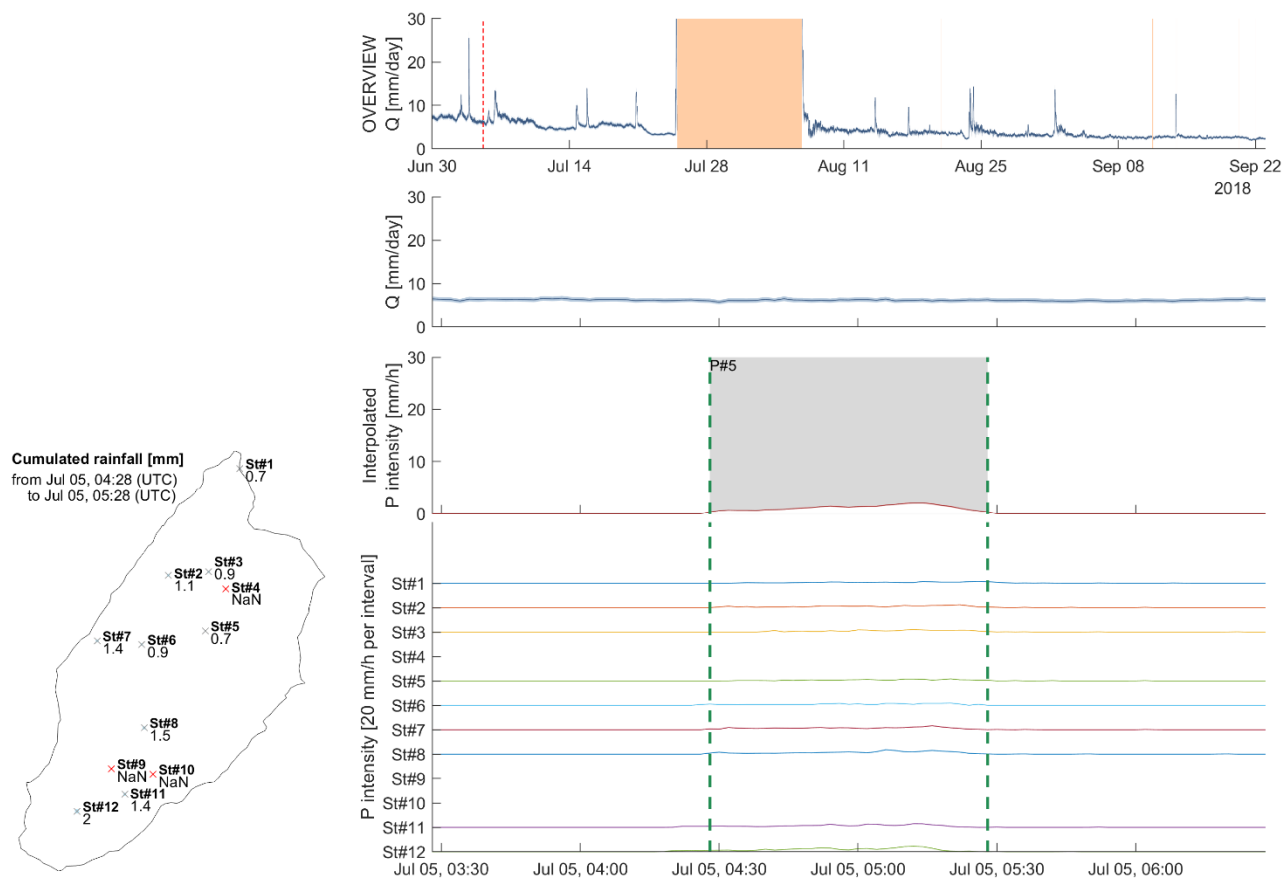 OVERVIEW
Q [mm/day]
30
20
10
0
Jun 30
Jul 14
Jul 28
Aug 11
Aug 25
Sep 08
Sep 22
2018
Q [mm/day]
30
20
10
0
Interpolated
P intensity [mm/h]
30
20
10
0
P#5
P intensity [20 mm/h per interval]
St#1
St#2
St#3
St#4
St#5
St#6
St#7
St#8
St#9
St#10
St#11
St#12
Jul 05, 03:30
Jul 05, 04:00
Jul 05, 04:30
Jul 05, 05:00
Jul 05, 05:30
Jul 05, 06:00
Cumulated rainfall [mm]
from Jul 05, 04:28 (UTC)
to Jul 05, 05:28 (UTC)
St#1
0.7
St#3
0.9
St#2
1.1
St#4
NaN
St#5
0.7
St#7
1.4
St#6
0.9
St#8
1.5
St#9
NaN
St#10
NaN
St#11
1.4
St#12
2